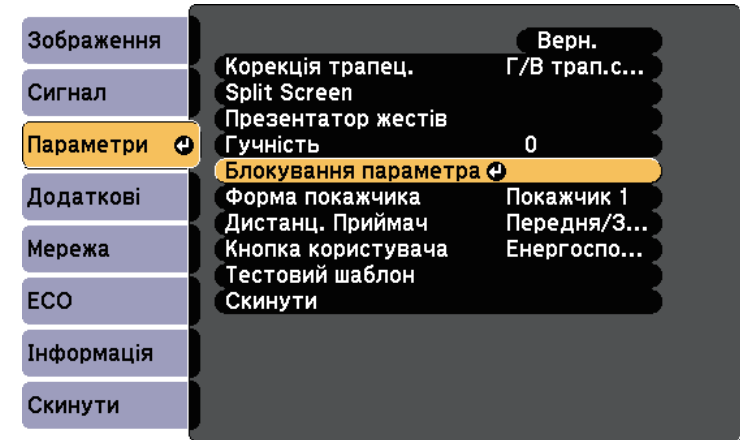 Зображення
Сигнал
Параметри
Додаткові
Мережа
ECO
Інформація
Скинути
Верн.
Корекція трапец. Г/В трап.с...
Split Screen
Презентатор жестів
Гучність 0
Блокування параметра
Форма покажчика Покажчик 1
Дистанц. Приймач Передня/З...
Кнопка користувача Енергоспо...
Тестовий шаблон
Скинути